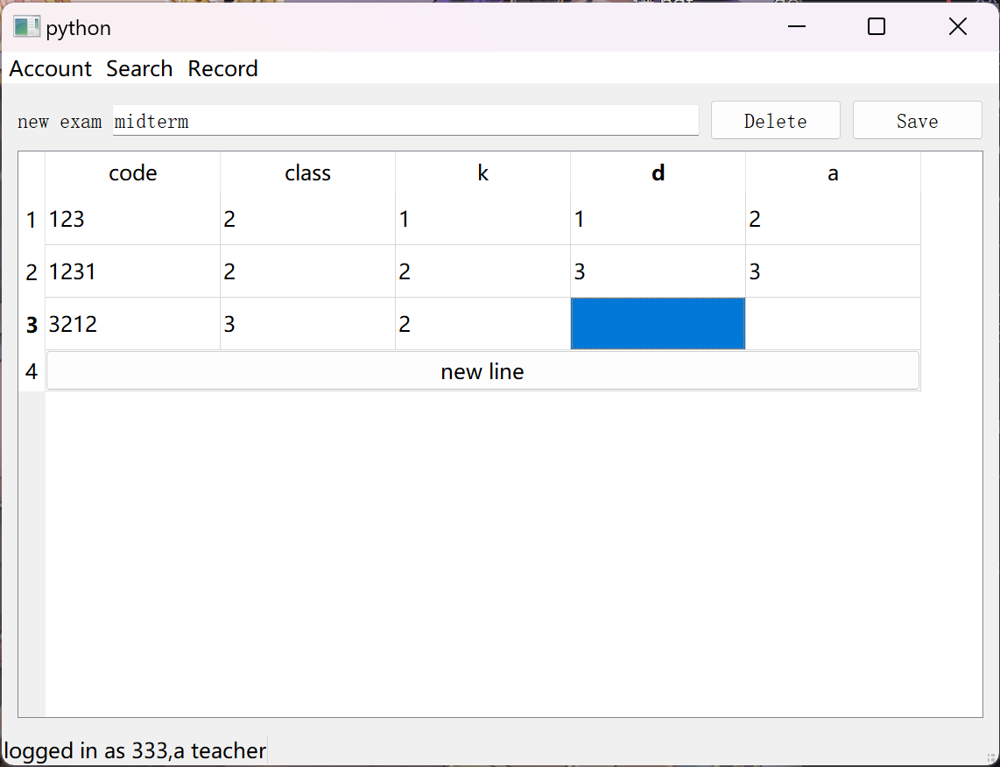 python
Account Search Record
new exam midterm Delete Save
code class k d a
1 123 2 1 1 2
2 1231 2 2 3 3
3 3212 3 2
4 new line
logged in as 333,a teacher